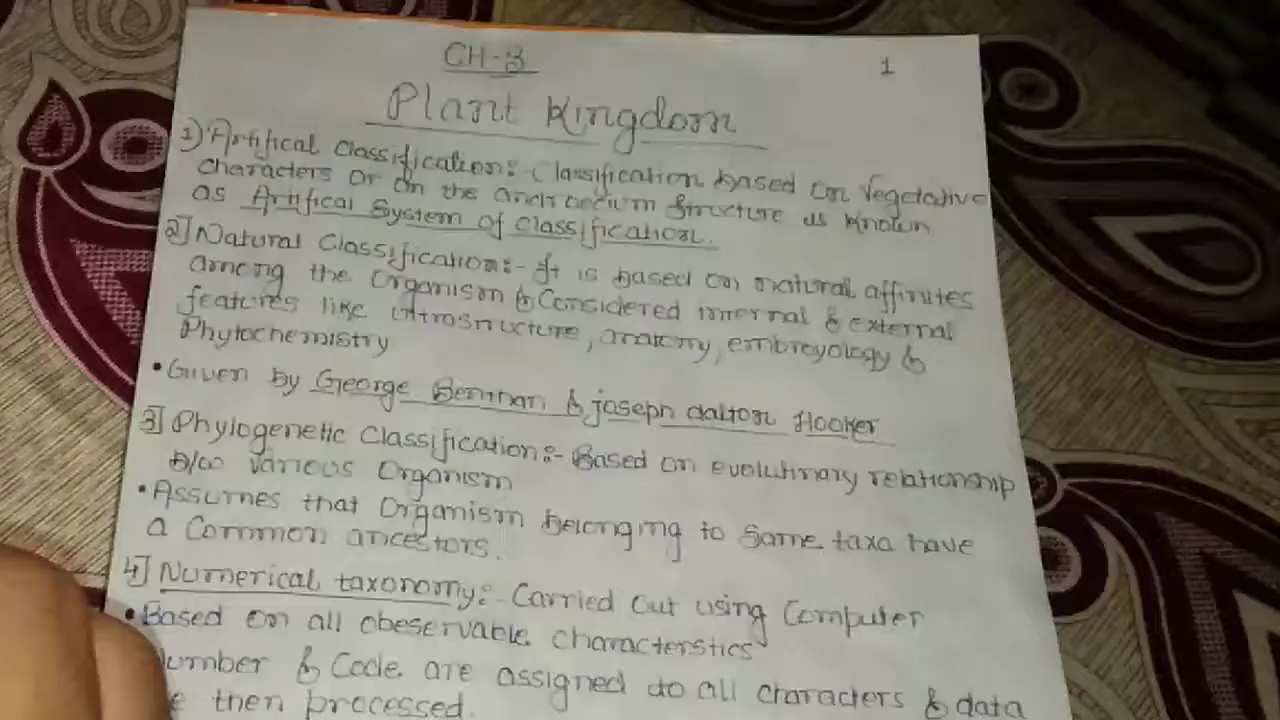 CH-3
1
Plant Kingdom
1) Artifical Classification:- Classification based on Vegetative
characters Or on the androecium Structure is known
as Artifical System of Classification.
2] Natural Classification:- It is based on natural affinites
among the Organism & Considered internal & external
features like Ultrastructure, anatomy, embreyology &
Phytochemistry
• Given by George Benthan & joseph dalton Hooker
3] Phylogenetic Classification:- Based on evolutinary relationship
b/w various Organism
• Assumes that Organism belonging to Same taxa have
a Common ancestors.
4] Numerical taxonomy:- Carried Out using Computer
• Based on all obeservable characterstics
umber & Code are assigned to all characters & data
e then processed.